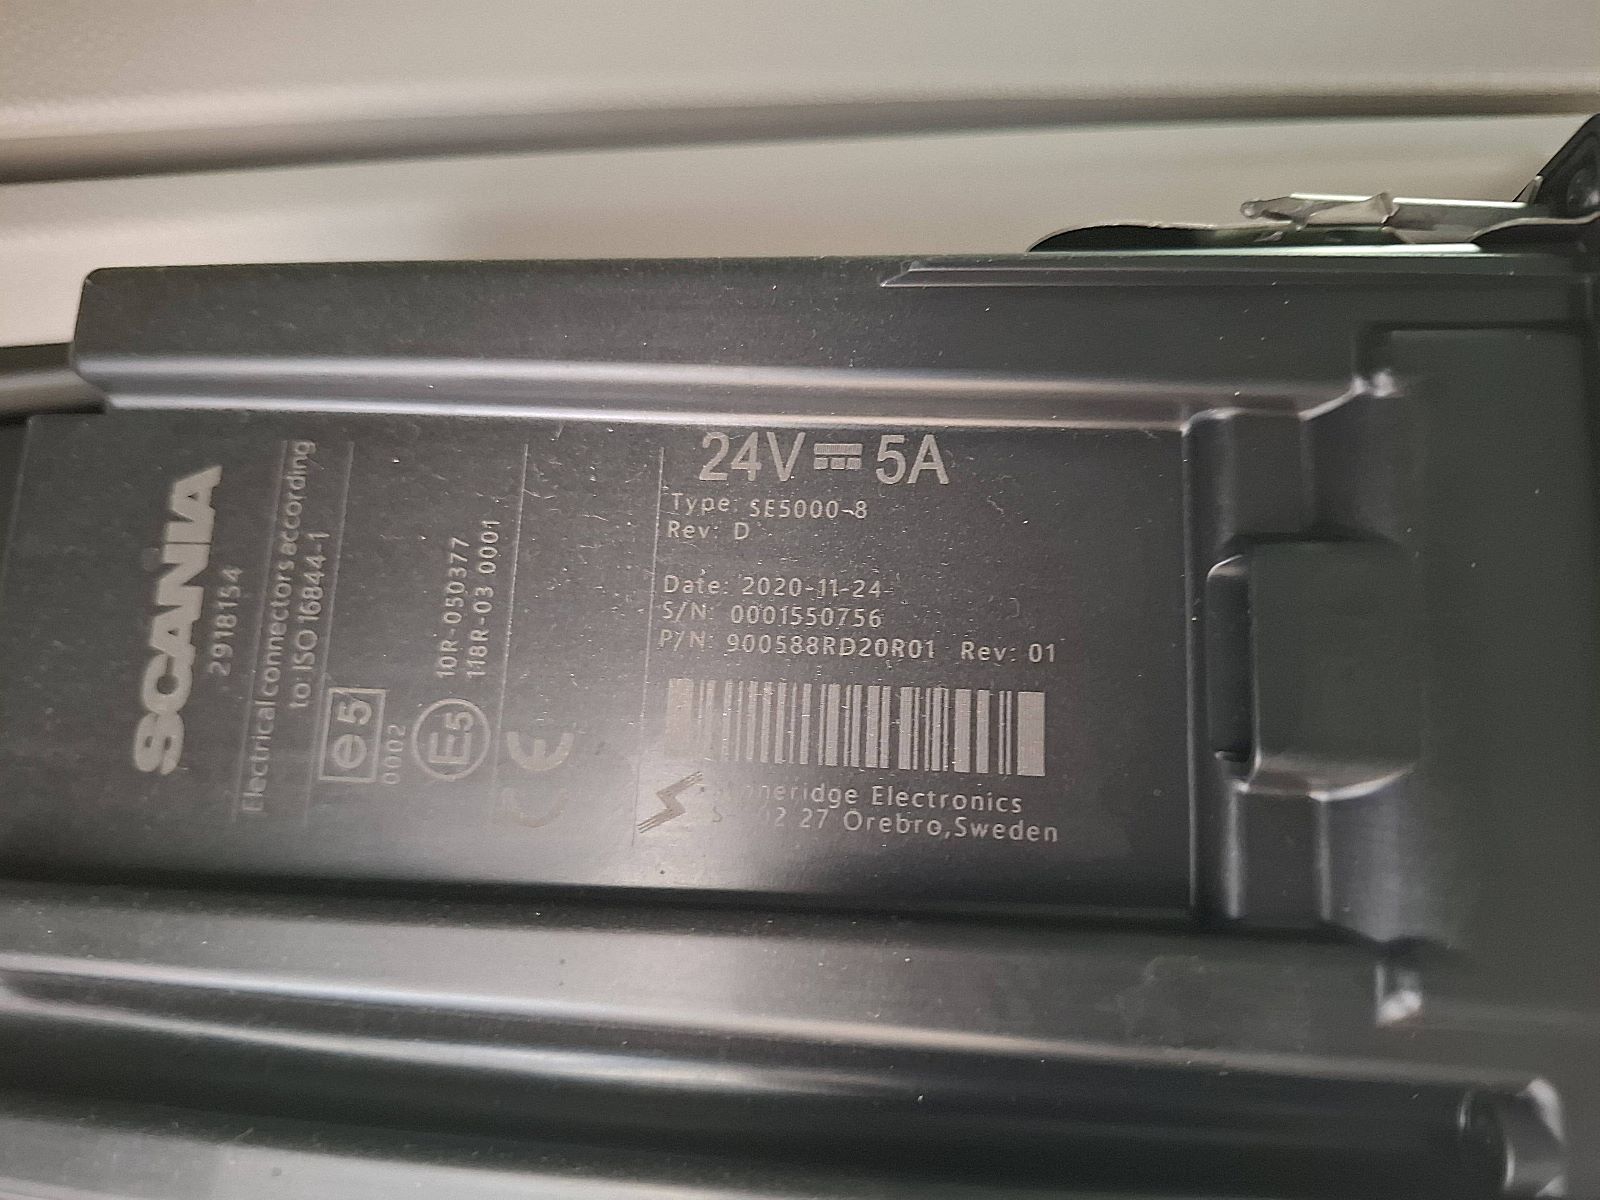 SCANIA
2918154
Electrical connectors according
to:ISO 16844-1
e5
0002
E5
10R-050377
118R-03 0001
CE
24V 5A
Type: SE5000-8
Rev: D
Date: 2020-11-24
S/N: 0001550756
P/N: 900588RD20R01 Rev: 01
Electronics
27 Örebro,Sweden